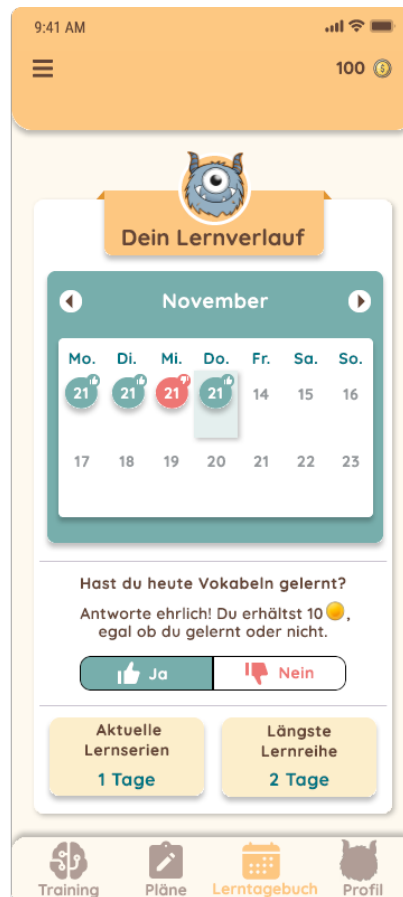 9:41 AM
100
Dein Lernverlauf
November
Mo. Di. Mi. Do. Fr. Sa. So.
21 21 21 21 14 15 16
17 18 19 20 21 22 23
Hast du heute Vokabeln gelernt?
Antworte ehrlich! Du erhältst 10 ,
egal ob du gelernt oder nicht.
Ja Nein
Aktuelle
Lernserien
1 Tage
Längste
Lernreihe
2 Tage
Training Pläne Lerntagebuch Profil